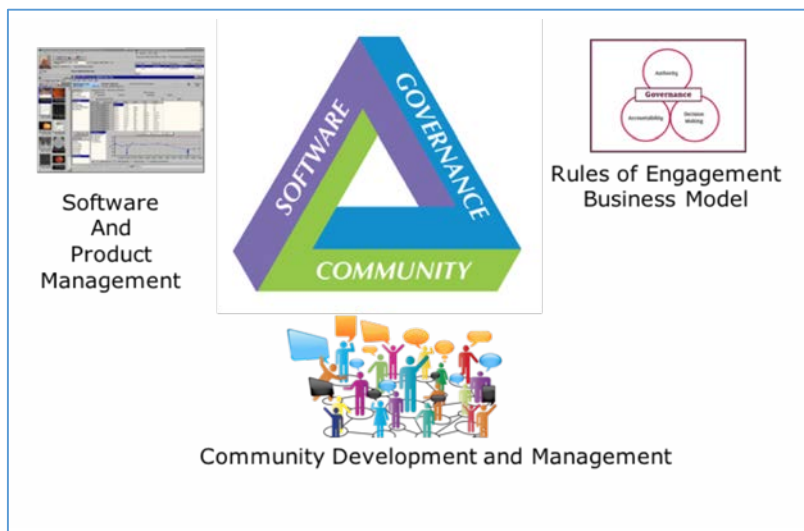 SOFTWARE
GOVERNANCE
COMMUNITY
Authority
Governance
Accountability
Decision
Making
Software
And
Product
Management
Rules of Engagement
Business Model
Community Development and Management